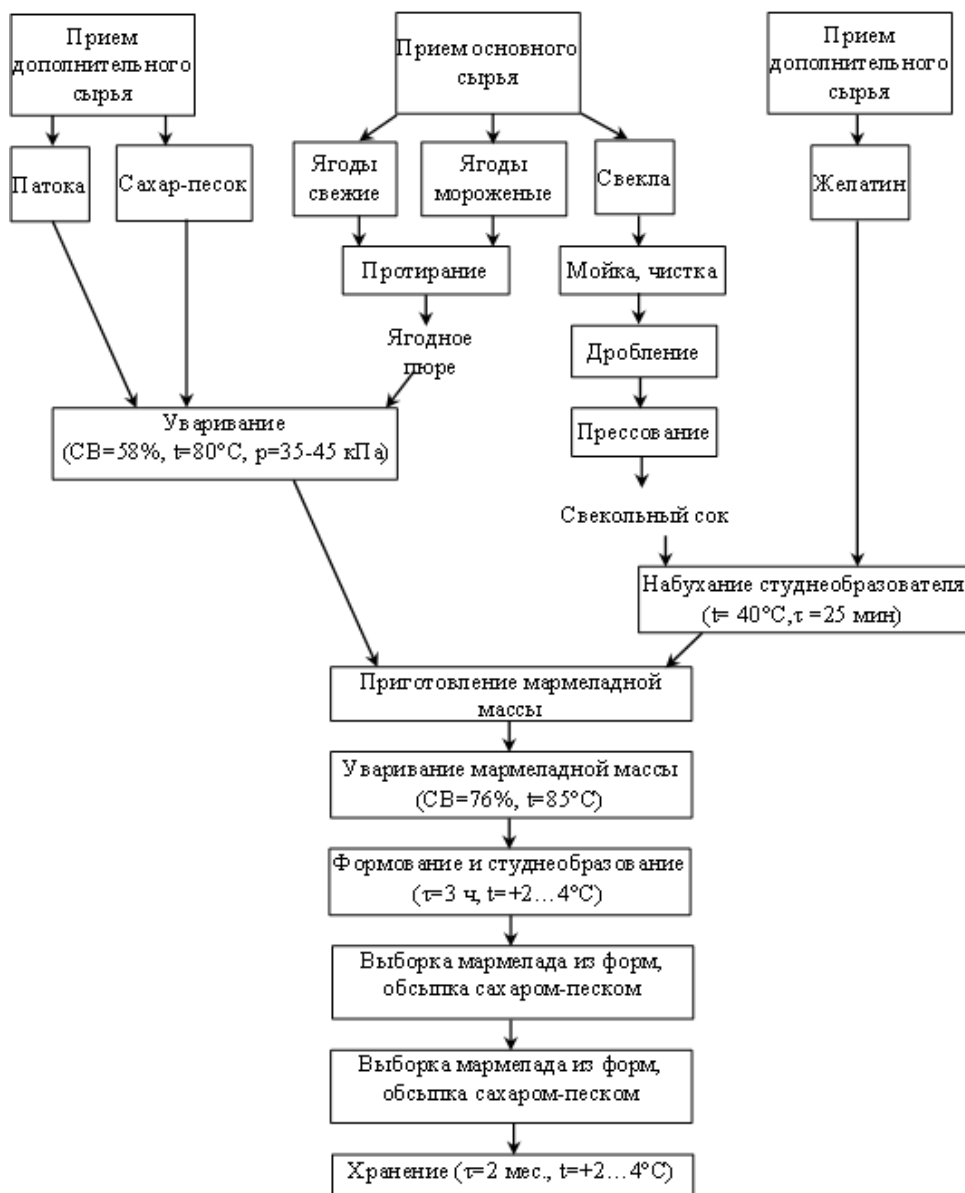 Прием
дополнительного
сырья
Прием основного
сырья
Прием
дополнительного
сырья
Патока
Сахар-песок
Ягоды
свежие
Ягоды
мороженые
Свекла
Желатин
Протирание
Мойка, чистка
Ягодное
пюре
Дробление
Уваривание
(СВ=58%, t=80°С, р=35-45 кПа)
Прессование
Свекольный сок
Набухание студнеобразователя
(t= 40°С,τ =25 мин)
Приготовление мармеладной
массы
Уваривание мармеладной массы
(СВ=76%, t=85°С)
Формование и студнеобразование
(τ=3 ч, t=+2…4°С)
Выборка мармелада из форм,
обсыпка сахаром-песком
Выборка мармелада из форм,
обсыпка сахаром-песком
Хранение (τ=2 мес., t=+2…4°С)